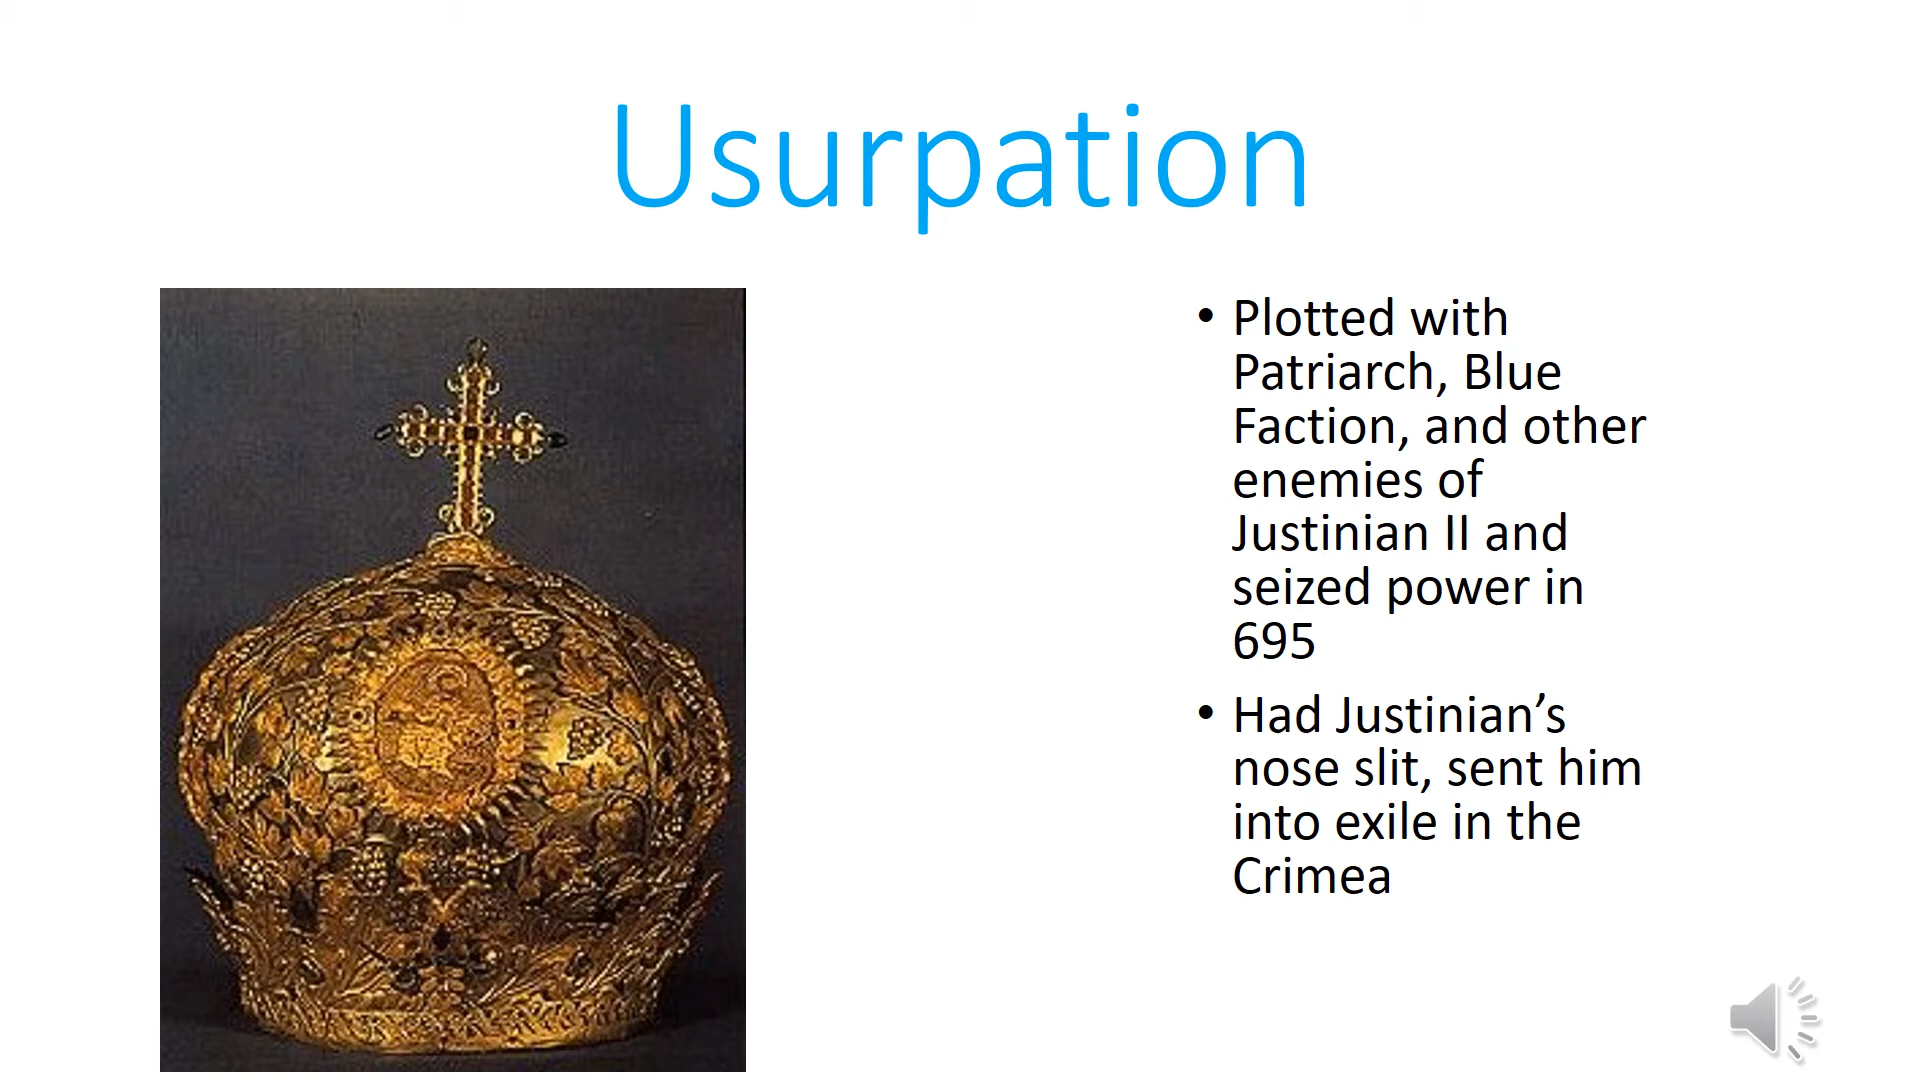 Usurpation
• Plotted with
Patriarch, Blue
Faction, and other
enemies of
Justinian II and
seized power in
695
• Had Justinian’s
nose slit, sent him
into exile in the
Crimea